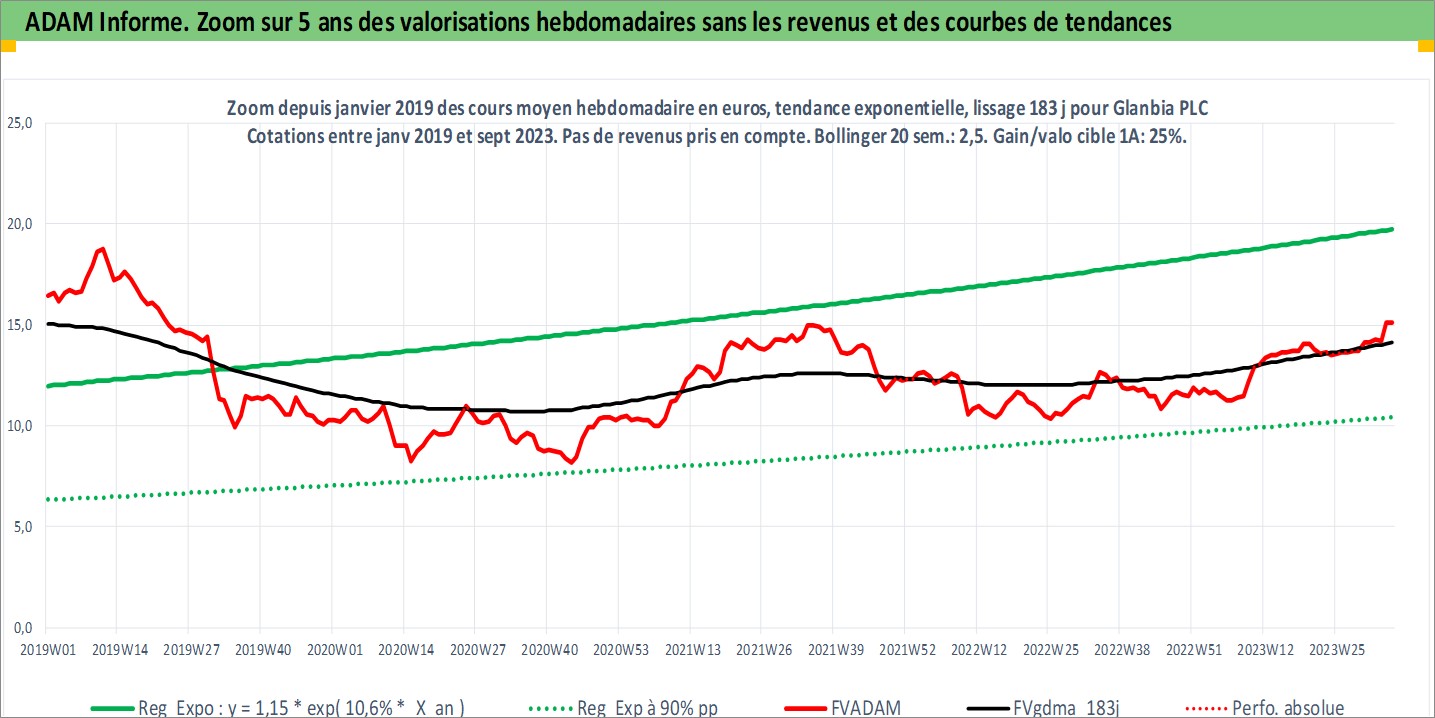 ADAM Informe. Zoom sur 5 ans des valorisations hebdomadaires sans les revenus et des courbes de tendances
Zoom depuis janvier 2019 des cours moyen hebdomadaire en euros, tendance exponentielle, lissage 183 j pour Glanbia PLC
Cotations entre janv 2019 et sept 2023. Pas de revenus pris en compte. Bollinger 20 sem.: 2,5. Gain/valo cible 1A: 25%.
25,0
20,0
15,0
10,0
5,0
0,0
2019W01 2019W14 2019W27 2019W40 2020W01 2020W14 2020W27 2020W40 2020W53 2021W13 2021W26 2021W39 2021W52 2022W12 2022W25 2022W38 2022W51 2023W12 2023W25
Reg Expo : y = 1,15 * exp( 10,6% * X an ) Reg Exp à 90% pp FVADAM FVgdma 183j Perfo. absolue